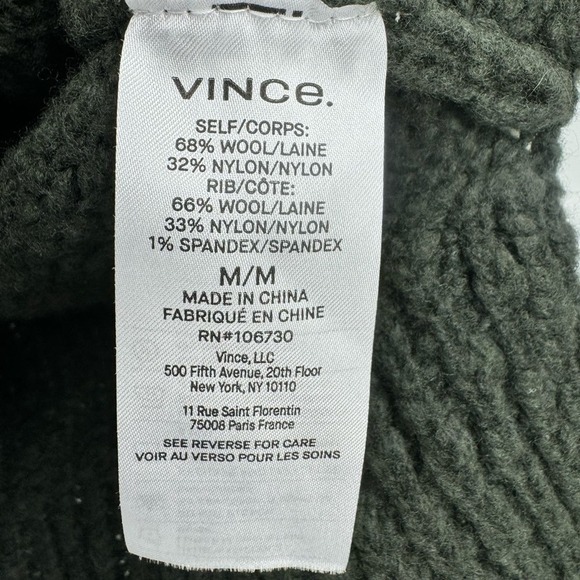 VINCe.
SELF/CORPS:
68% WOOL/LAINE
32% NYLON/NYLON
RIB/CÔTE:
66% WOOL/LAINE
33% NYLON/NYLON
1% SPANDEX/SPANDEX
M/M
MADE IN CHINA
FABRIQUÉ EN CHINE
RN#106730
Vince, LLC
500 Fifth Avenue, 20th Floor
New York, NY 10110
11 Rue Saint Florentin
75008 Paris France
SEE REVERSE FOR CARE
VOIR AU VERSO POUR LES SOINS